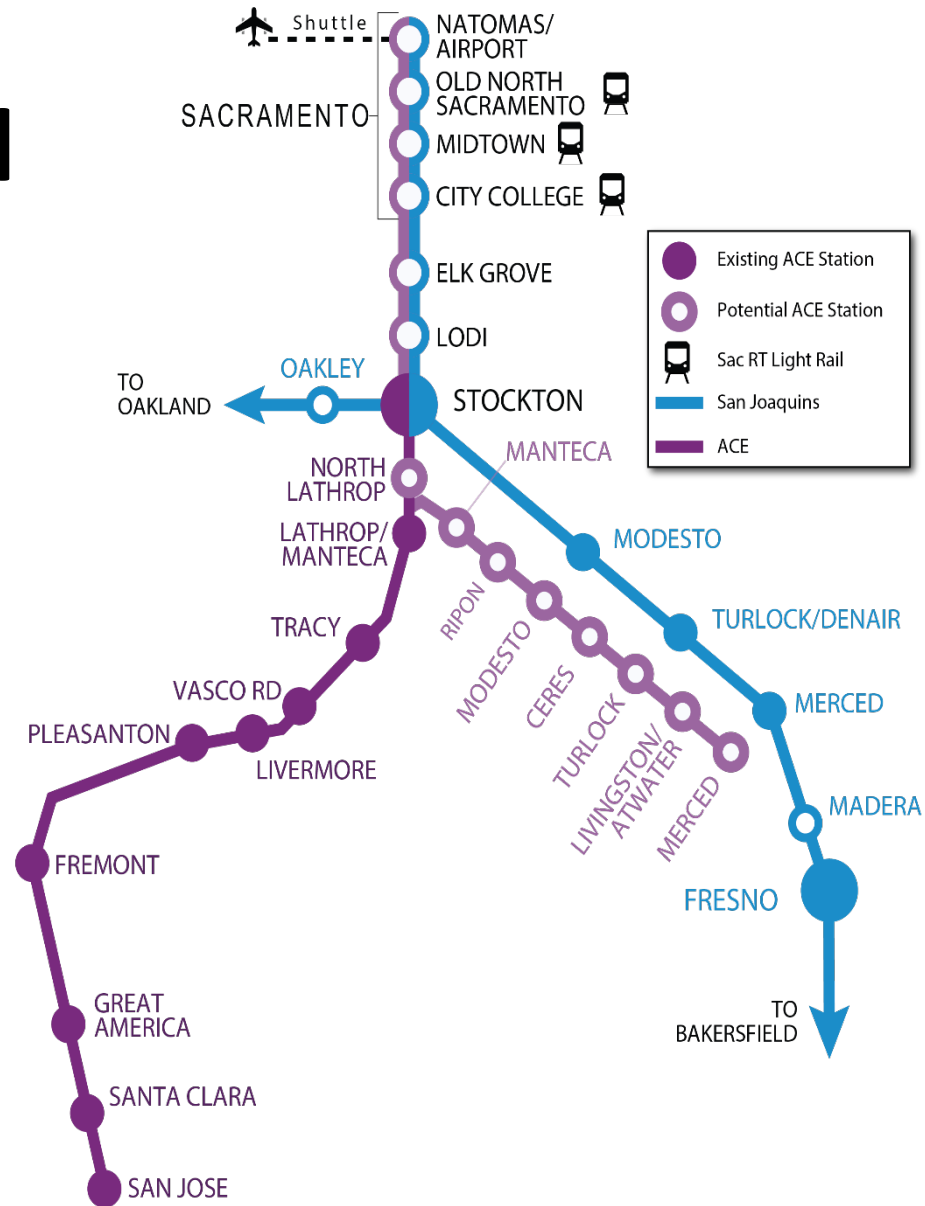 Shuttle
NATOMAS/
AIRPORT
OLD NORTH
SACRAMENTO
SACRAMENTO
MIDTOWN
CITY COLLEGE
ELK GROVE
LODI
Existing ACE Station
Potential ACE Station
Sac RT Light Rail
San Joaquins
ACE
OAKLEY
TO
OAKLAND
STOCKTON
MANTECA
NORTH
LATHROP
LATHROP/
MANTECA
MODESTO
TRACY
RIPON
TURLOCK/DENAIR
MODESTO
VASCO RD
CERES
MERCED
PLEASANTON
LIVERMORE
TURLOCK
LIVINGSTON/
ATWATER
MERCED
MADERA
FREMONT
FRESNO
GREAT
AMERICA
TO
BAKERSFIELD
SANTA CLARA
SAN JOSE